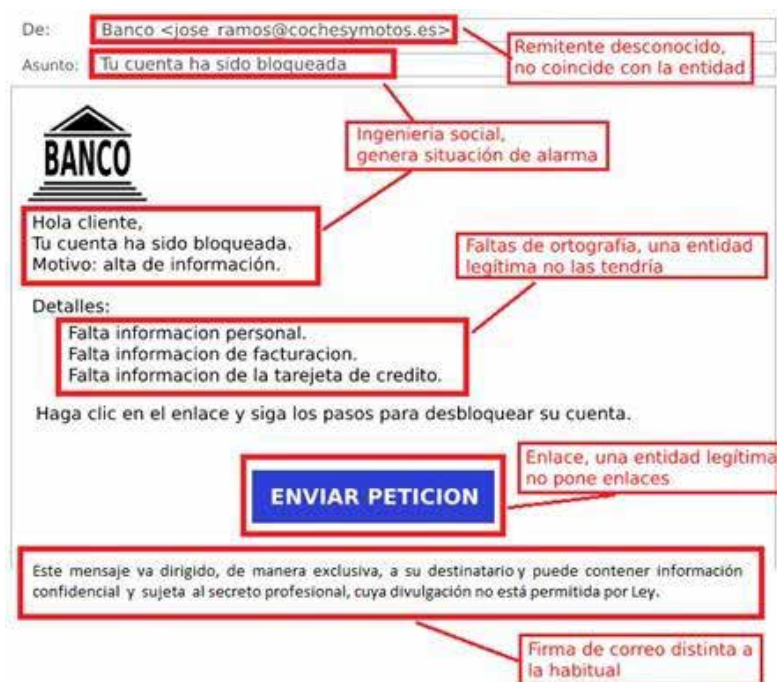 De: Banco <jose_ramos@cochesymotos.es>
Remitente desconocido,
no coincide con la entidad
Asunto: Tu cuenta ha sido bloqueada
Ingenieria social,
genera situación de alarma
BANCO
Hola cliente,
Tu cuenta ha sido bloqueada.
Motivo: alta de información.
Faltas de ortografia, una entidad
legítima no las tendría
Detalles:
Falta informacion personal.
Falta informacion de facturacion.
Falta informacion de la tarejeta de credito.
Haga clic en el enlace y siga los pasos para desbloquear su cuenta.
Enlace, una entidad legítima
no pone enlaces
ENVIAR PETICION
Este mensaje va dirigido, de manera exclusiva, a su destinatario y puede contener información
confidencial y sujeta al secreto profesional, cuya divulgación no está permitida por Ley.
Firma de correo distinta a
la habitual